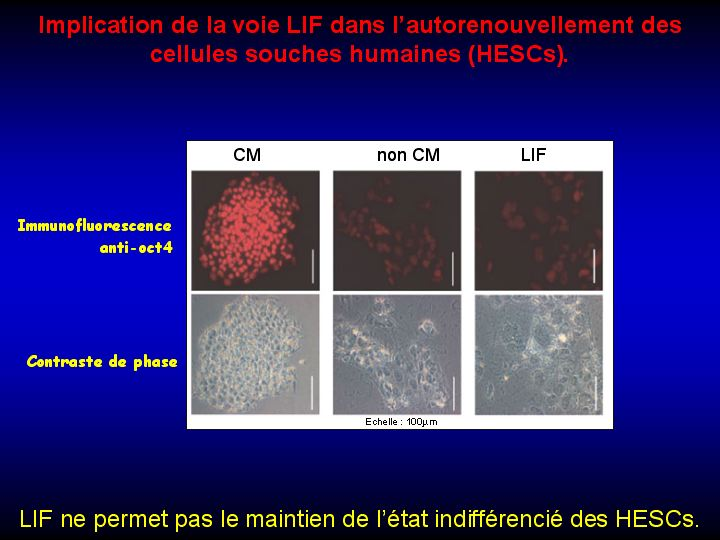 Implication de la voie LIF dans l’autorenouvellement des
cellules souches humaines (HESCs).
CM non CM LIF
Immunofluorescence
anti-oct4
Contraste de phase
Echelle : 100µm
LIF ne permet pas le maintien de l’état indifférencié des HESCs.